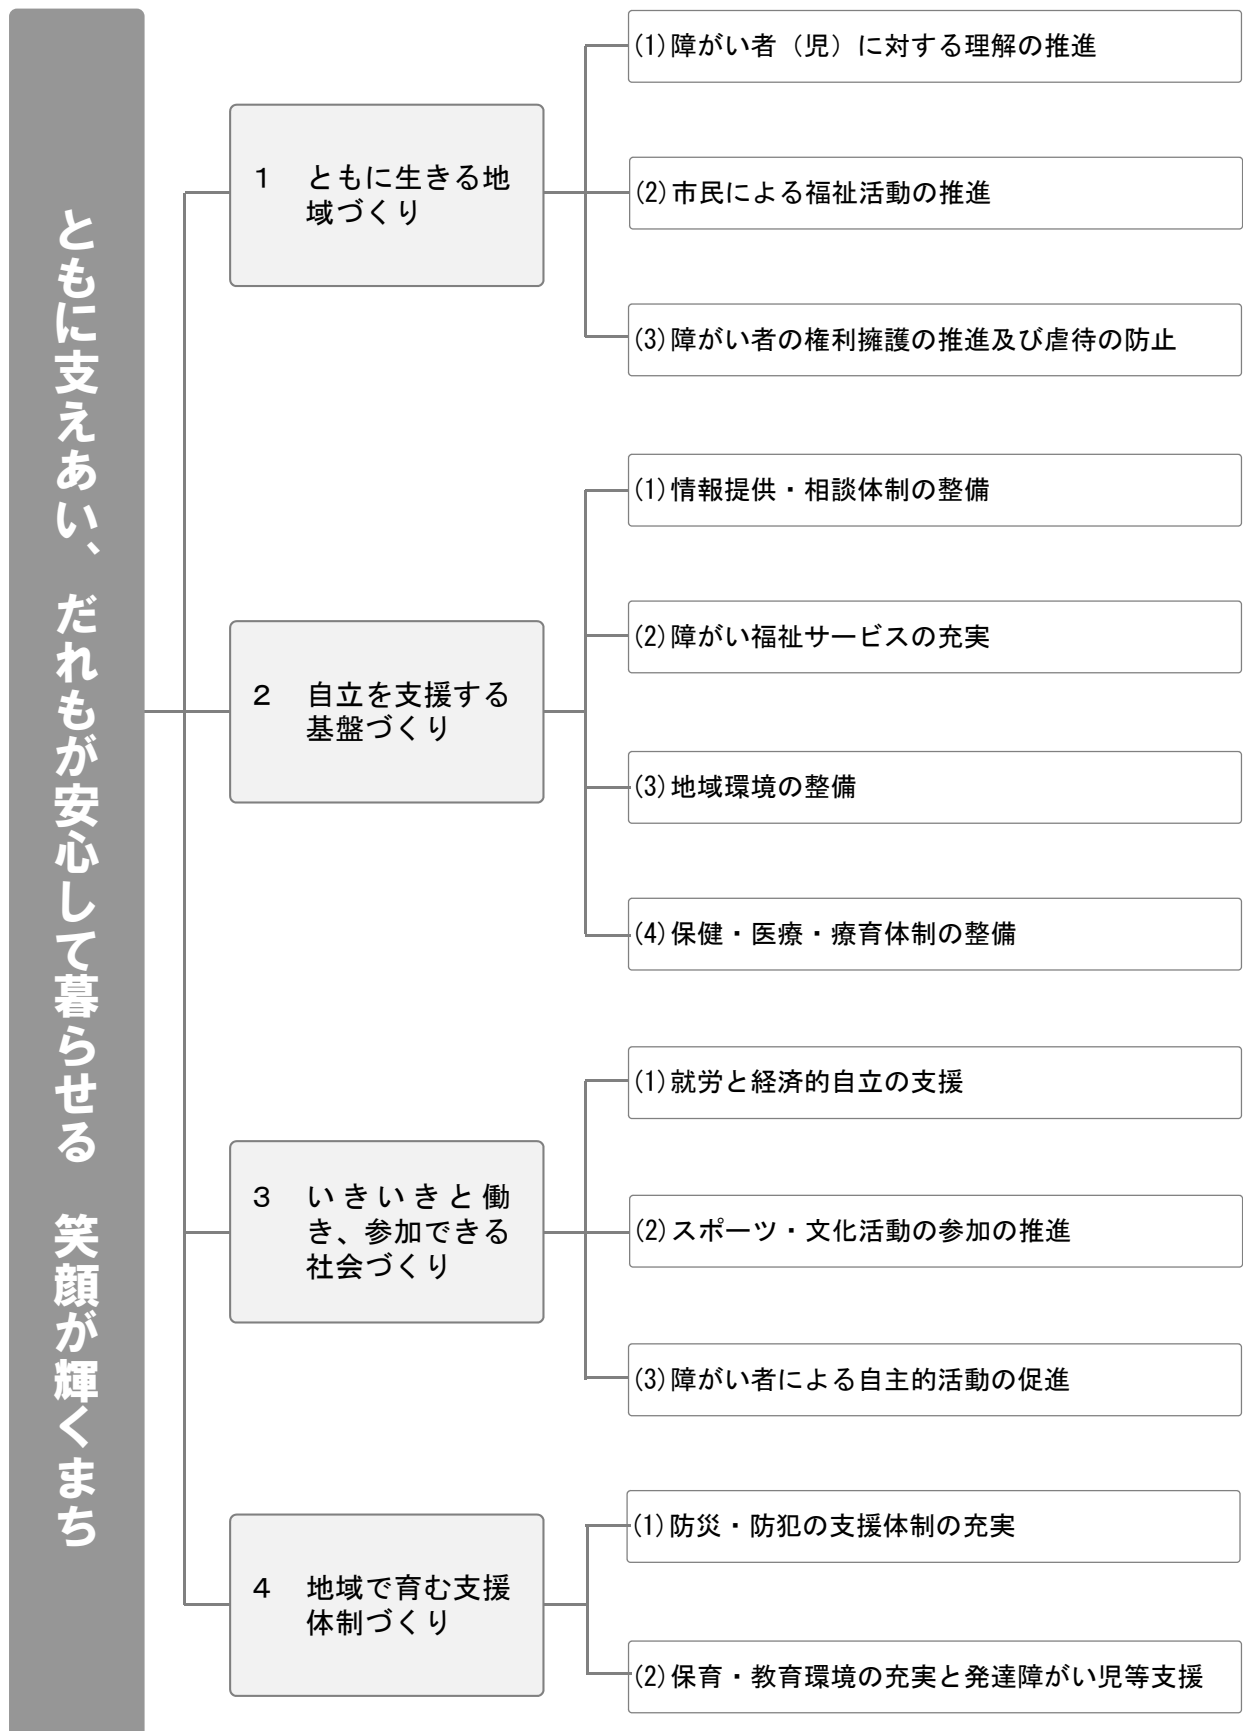 ともに支えあい、だれもが安心して暮らせる　笑顔が輝くまち
１　ともに生きる地
域づくり
(1)障がい者（児）に対する理解の推進
(2)市民による福祉活動の推進
(3)障がい者の権利擁護の推進及び虐待の防止
２　自立を支援する
基盤づくり
(1)情報提供・相談体制の整備
(2)障がい福祉サービスの充実
(3)地域環境の整備
(4)保健・医療・療育体制の整備
３　いきいきと働
き、参加できる
社会づくり
(1)就労と経済的自立の支援
(2)スポーツ・文化活動の参加の推進
(3)障がい者による自主的活動の促進
４　地域で育む支援
体制づくり
(1)防災・防犯の支援体制の充実
(2)保育・教育環境の充実と発達障がい児等支援